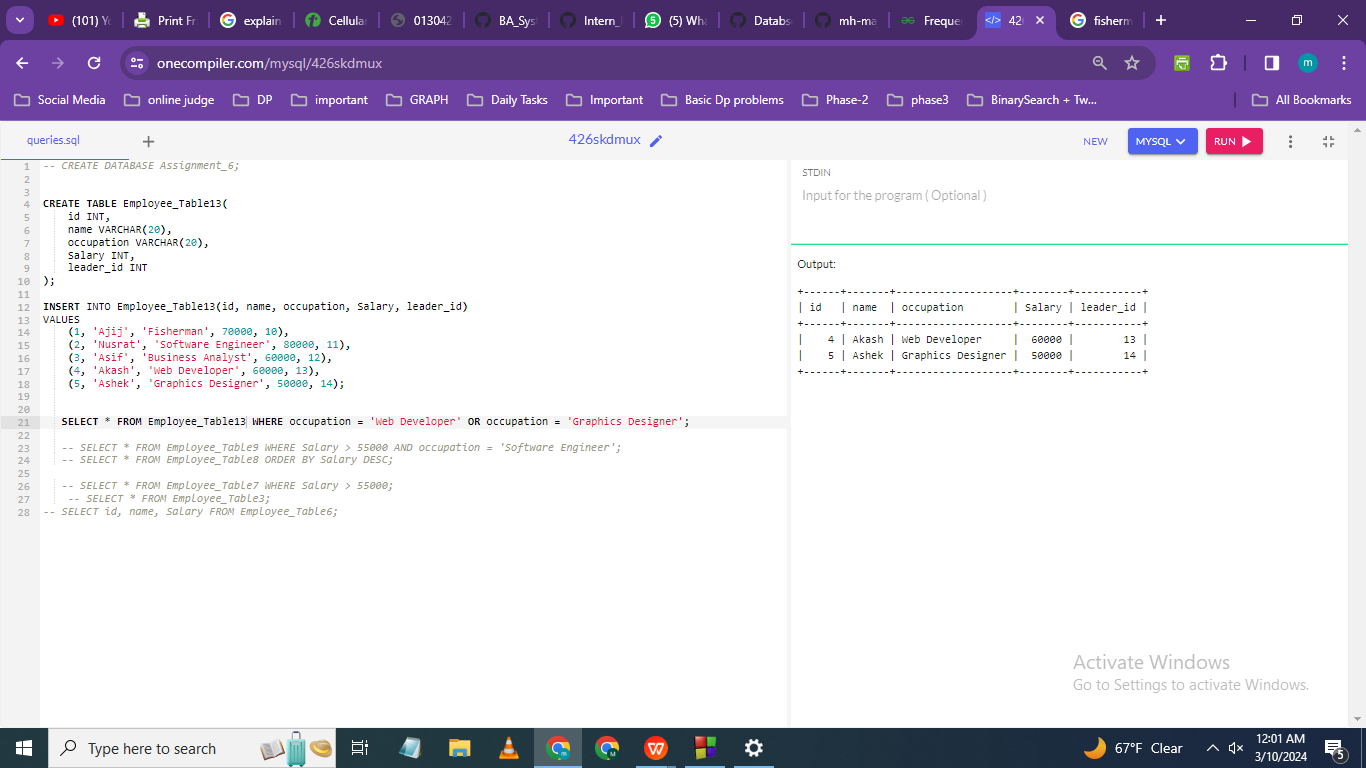 (101) Yo
Print Fr
explain
Cellular
013042
BA_Sys
Intern_
(5) Wha
Databs
mh-ma
Freque
426
fisherm
onecompiler.com/mysql/426skdmux
m
Social Media
online judge
DP
important
GRAPH
Daily Tasks
Important
Basic Dp problems
Phase-2
phase3
BinarySearch + Tw...
All Bookmarks
queries.sql
+
426skdmux
NEW
MYSQL
RUN
1 -- CREATE DATABASE Assignment_6;
2
3
4 CREATE TABLE Employee_Table13(
5 id INT,
6 name VARCHAR(20),
7 occupation VARCHAR(20),
8 Salary INT,
9 leader_id INT
10 );
11
12 INSERT INTO Employee_Table13(id, name, occupation, Salary, leader_id)
13 VALUES
14 (1, 'Ajij', 'Fisherman', 70000, 10),
15 (2, 'Nusrat', 'Software Engineer', 80000, 11),
16 (3, 'Asif', 'Business Analyst', 60000, 12),
17 (4, 'Akash', 'Web Developer', 60000, 13),
18 (5, 'Ashek', 'Graphics Designer', 50000, 14);
19
20
21 SELECT * FROM Employee_Table13 WHERE occupation = 'Web Developer' OR occupation = 'Graphics Designer';
22
23 -- SELECT * FROM Employee_Table9 WHERE Salary > 55000 AND occupation = 'Software Engineer';
24 -- SELECT * FROM Employee_Table8 ORDER BY Salary DESC;
25
26 -- SELECT * FROM Employee_Table7 WHERE Salary > 55000;
27 -- SELECT * FROM Employee_Table3;
28 -- SELECT id, name, Salary FROM Employee_Table6;
STDIN
Input for the program ( Optional )
Output:
+------+-------+-------------------+--------+-----------+
| id   | name  | occupation        | Salary | leader_id |
+------+-------+-------------------+--------+-----------+
|    4 | Akash | Web Developer     |  60000 |        13 |
|    5 | Ashek | Graphics Designer |  50000 |        14 |
+------+-------+-------------------+--------+-----------+
Activate Windows
Go to Settings to activate Windows.
Type here to search
67°F Clear
12:01 AM
3/10/2024
5